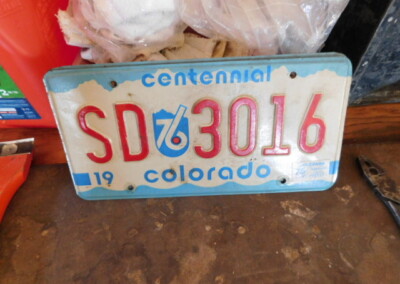 centennial
SD 76 3016
19 colorado